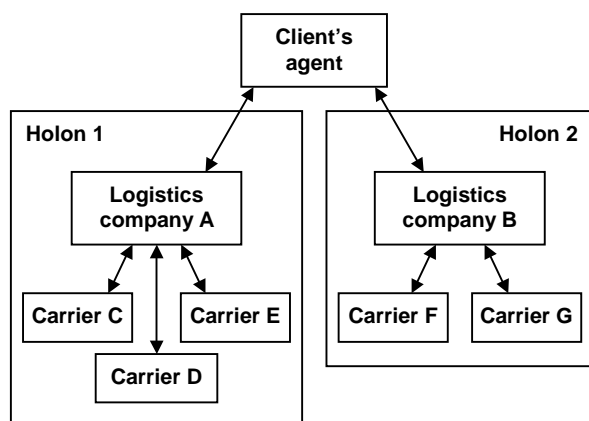 Client's
agent
Holon 1
Holon 2
Logistics
company A
Logistics
company B
Carrier C
Carrier E
Carrier F
Carrier G
Carrier D